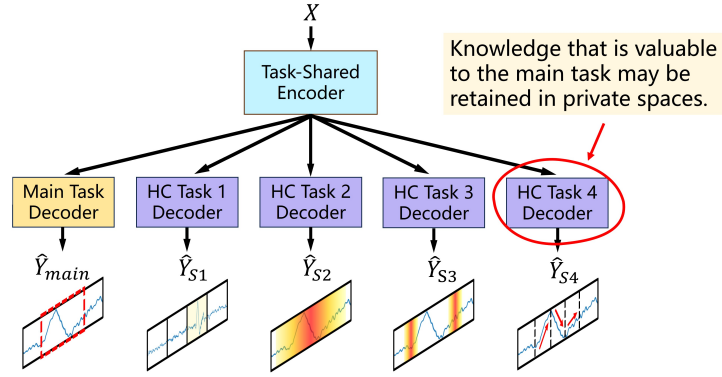 X
Task-Shared
Encoder
Knowledge that is valuable
to the main task may be
retained in private spaces.
Main Task
Decoder
HC Task 1
Decoder
HC Task 2
Decoder
HC Task 3
Decoder
HC Task 4
Decoder
Ŷmain
ŶS1
ŶS2
ŶS3
ŶS4